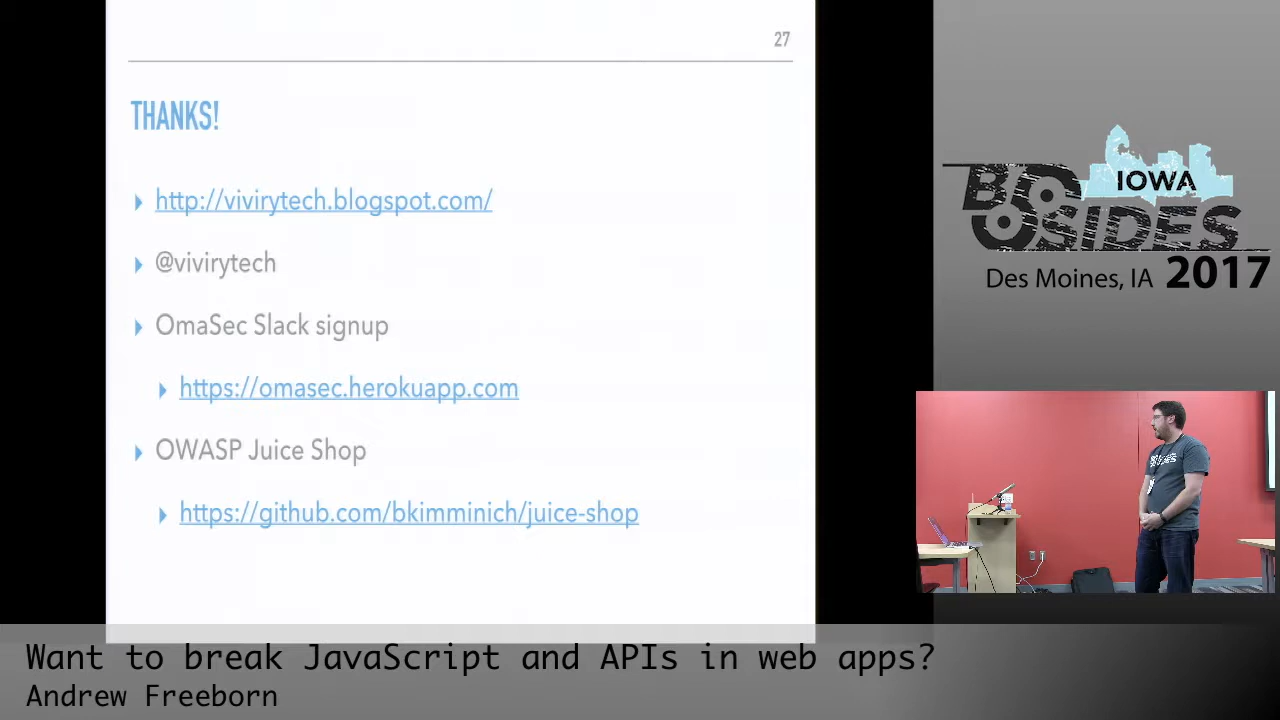 27
THANKS!
http://vivirytech.blogspot.com/
@vivirytech
OmaSec Slack signup
https://omasec.herokuapp.com
OWASP Juice Shop
https://github.com/bkimminich/juice-shop
IOWA
BSIDES
Des Moines, IA 2017
SIDES
Want to break JavaScript and APIs in web apps?
Andrew Freeborn